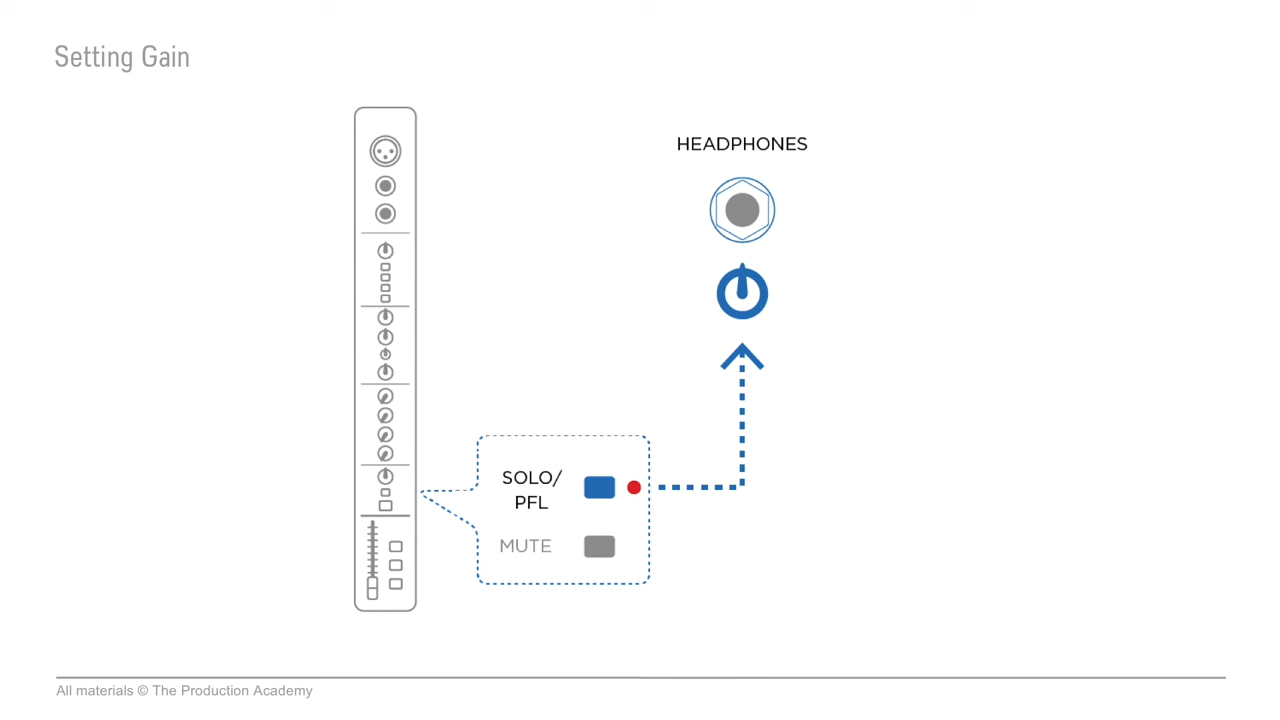 Setting Gain
HEADPHONES
SOLO/
PFL
MUTE
All materials © The Production Academy